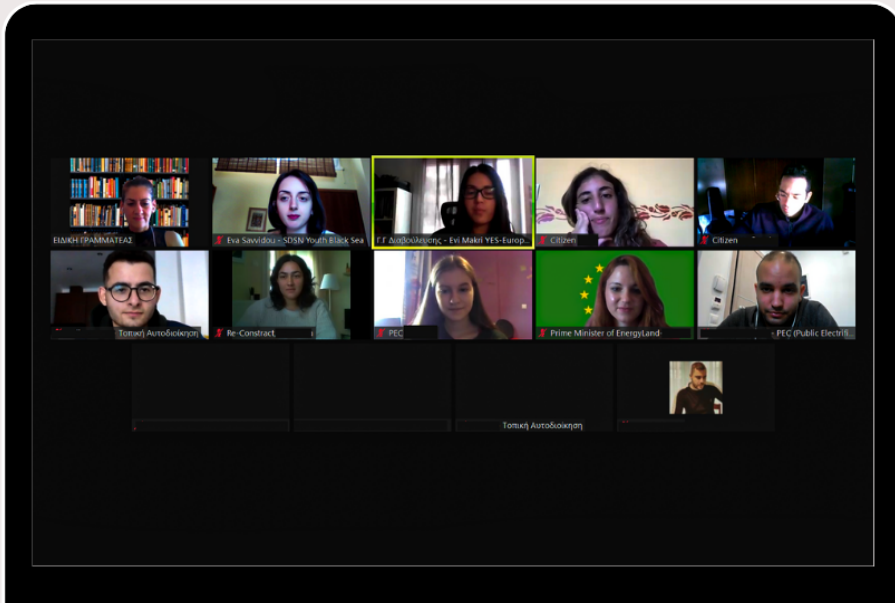 ΕΙΔΙΚΗ ΓΡΑΜΜΑΤΕΑΣ
Eva Savvidou - SDSN Youth Black Sea
Γ.Γ Διαβούλευσης - Evi Makri YES-Europ...
Citizen
Citizen
Τοπική Αυτοδιοίκηση
Re-Constract
PEC
Prime Minister of EnergyLand-
- PEC (Public Electrifi...
Τοπική Αυτοδιοίκηση